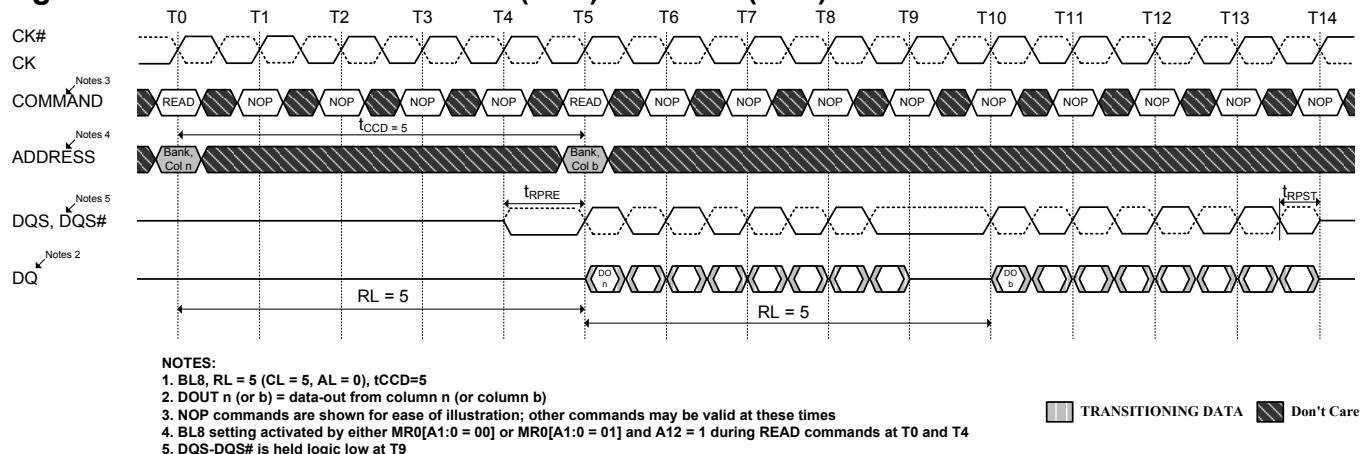 T0 T1 T2 T3 T4 T5 T6 T7 T8 T9 T10 T11 T12 T13 T14
CK#
CK
Notes 3
COMMAND READ NOP NOP NOP NOP READ NOP NOP NOP NOP NOP NOP NOP NOP NOP
tCCD = 5
Notes 4
ADDRESS
Bank, Col n
Bank, Col b
Notes 5
DQS, DQS#
tRPRE
tRPST
Notes 2
DQ
DO n
DO b
RL = 5
RL = 5
NOTES:
1. BL8, RL = 5 (CL = 5, AL = 0), tCCD=5
2. DOUT n (or b) = data-out from column n (or column b)
3. NOP commands are shown for ease of illustration; other commands may be valid at these times
4. BL8 setting activated by either MR0[A1:0 = 00] or MR0[A1:0 = 01] and A12 = 1 during READ commands at T0 and T4
5. DQS-DQS# is held logic low at T9
TRANSITIONING DATA
Don't Care